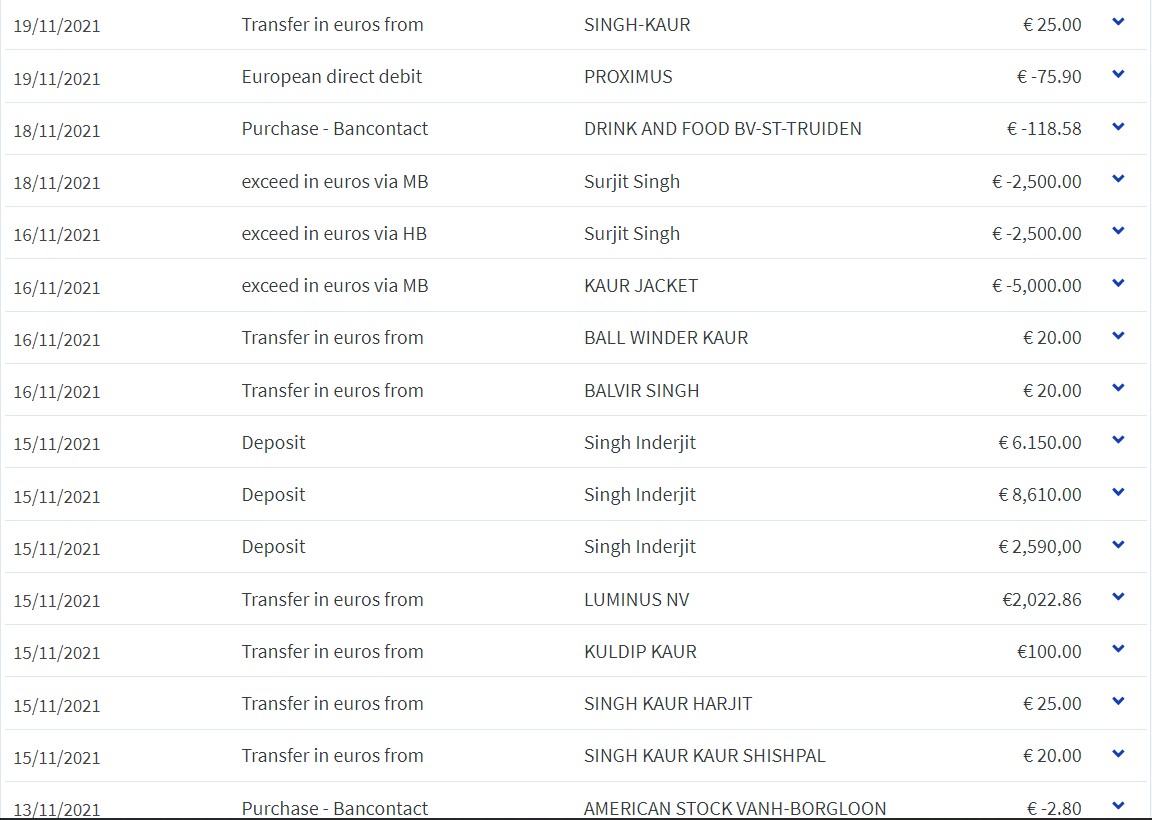 19/11/2021 Transfer in euros from SINGH-KAUR € 25.00
19/11/2021 European direct debit PROXIMUS € -75.90
18/11/2021 Purchase - Bancontact DRINK AND FOOD BV-ST-TRUIDEN € -118.58
18/11/2021 exceed in euros via MB Surjit Singh € -2,500.00
16/11/2021 exceed in euros via HB Surjit Singh € -2,500.00
16/11/2021 exceed in euros via MB KAUR JACKET € -5,000.00
16/11/2021 Transfer in euros from BALL WINDER KAUR € 20.00
16/11/2021 Transfer in euros from BALVIR SINGH € 20.00
15/11/2021 Deposit Singh Inderjit € 6.150.00
15/11/2021 Deposit Singh Inderjit € 8,610.00
15/11/2021 Deposit Singh Inderjit € 2,590,00
15/11/2021 Transfer in euros from LUMINUS NV €2,022.86
15/11/2021 Transfer in euros from KULDIP KAUR €100.00
15/11/2021 Transfer in euros from SINGH KAUR HARJIT € 25.00
15/11/2021 Transfer in euros from SINGH KAUR KAUR SHISHPAL € 20.00
13/11/2021 Purchase - Bancontact AMERICAN STOCK VANH-BORGLOON € -2.80